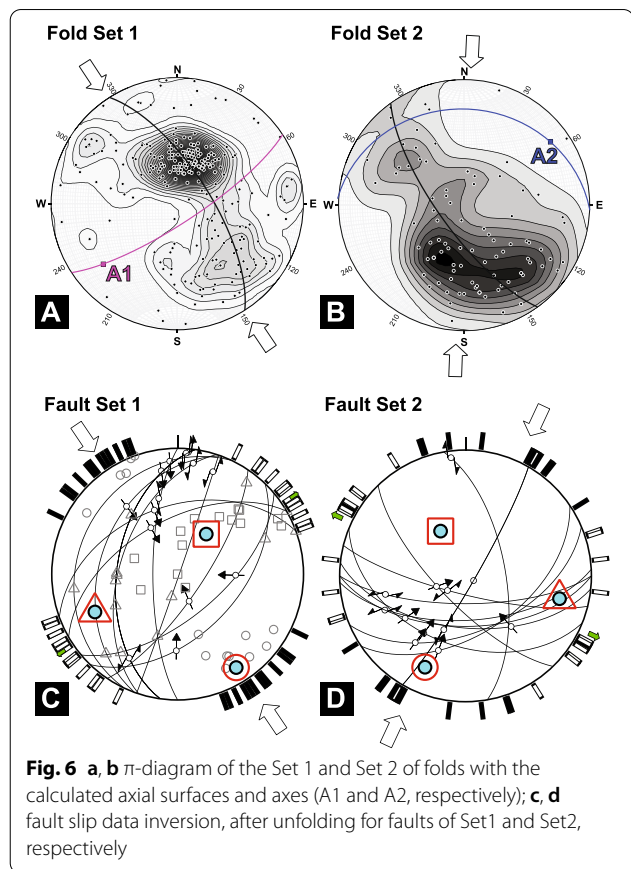 Fold Set 1
Fold Set 2
N
30
60
E
120
150
S
210
240
W
300
330
A1
A
N
30
60
E
120
150
S
210
240
W
300
330
A2
B
Fault Set 1
Fault Set 2
C
D
Fig. 6 a, b π-diagram of the Set 1 and Set 2 of folds with the
calculated axial surfaces and axes (A1 and A2, respectively); c, d
fault slip data inversion, after unfolding for faults of Set1 and Set2,
respectively